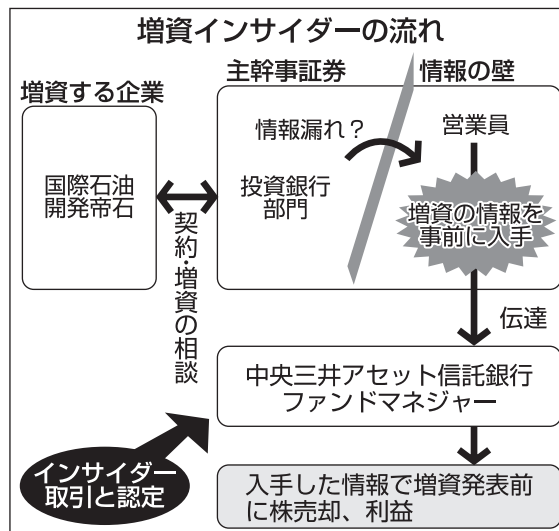 増資インサイダーの流れ
増資する企業
主幹事証券
情報の壁
国際石油
開発帝石
契約・増資の相談
情報漏れ？
投資銀行
部門
営業員
増資の情報を
事前に入手
伝達
中央三井アセット信託銀行
ファンドマネジャー
インサイダー
取引と認定
入手した情報で増資発表前
に株売却、利益